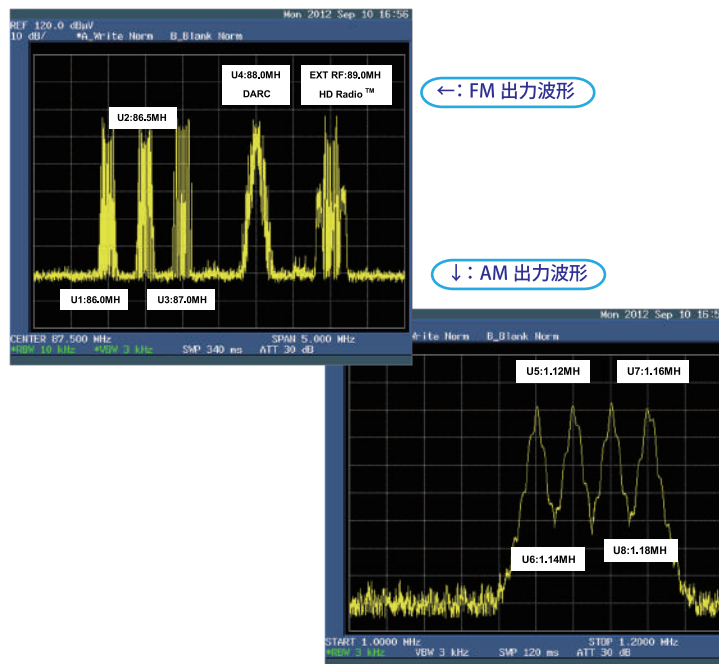 Mon 2012 Sep 10 16:56
REF 120.0 dBµV
10 dB/ *A_Write Norm B_Blank Norm
U4:88.0MH
DARC
EXT RF:89.0MH
HD Radio ™
U2:86.5MH
U1:86.0MH
U3:87.0MH
CENTER 87.500 MHz SPAN 5.000 MHz
*RBW 10 kHz *VBW 3 kHz SWP 340 ms ATT 30 dB
←：FM 出力波形
↓：AM 出力波形
Mon 2012 Sep 10 16:5
Write Norm B_Blank Norm
U5:1.12MH
U7:1.16MH
U6:1.14MH
U8:1.18MH
START 1.0000 MHz STOP 1.2000 MHz
*RBW 3 kHz VBW 3 kHz SWP 120 ms ATT 30 dB